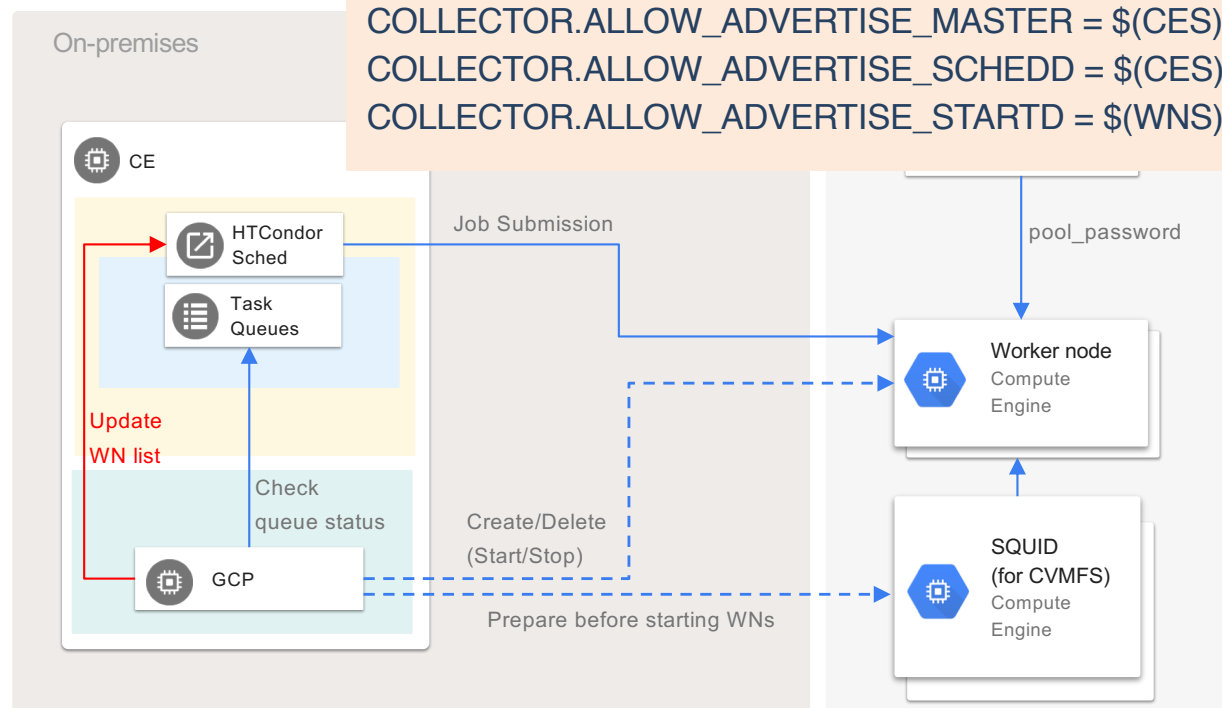 COLLECTOR.ALLOW_ADVERTISE_MASTER = $(CES)
COLLECTOR.ALLOW_ADVERTISE_SCHEDD = $(CES)
COLLECTOR.ALLOW_ADVERTISE_STARTD = $(WNS)
On-premises
CE
HTCondor
Sched
Task
Queues
Job Submission
pool_password
Worker node
Compute
Engine
Update
WN list
Check
queue status
Create/Delete
(Start/Stop)
GCP
Prepare before starting WNs
SQUID
(for CVMFS)
Compute
Engine